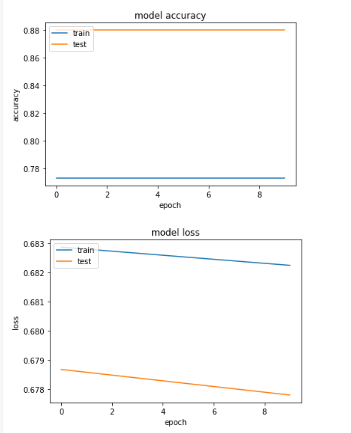 model accuracy
0.88
train
test
0.86
0.84
0.82
0.80
0.78
accuracy
0
2
4
6
8
epoch
model loss
0.683
train
test
0.682
0.681
0.680
0.679
0.678
loss
0
2
4
6
8
epoch